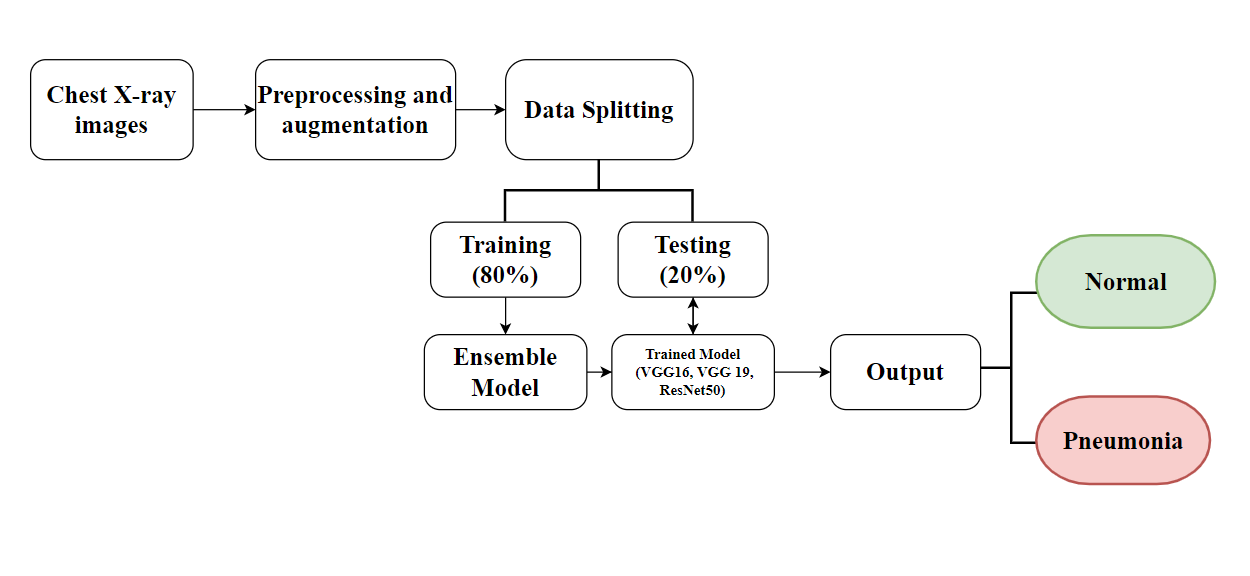 Chest X-ray
images
Preprocessing and
augmentation
Data Splitting
Training
(80%)
Testing
(20%)
Ensemble
Model
Trained Model
(VGG16, VGG 19,
ResNet50)
Output
Normal
Pneumonia